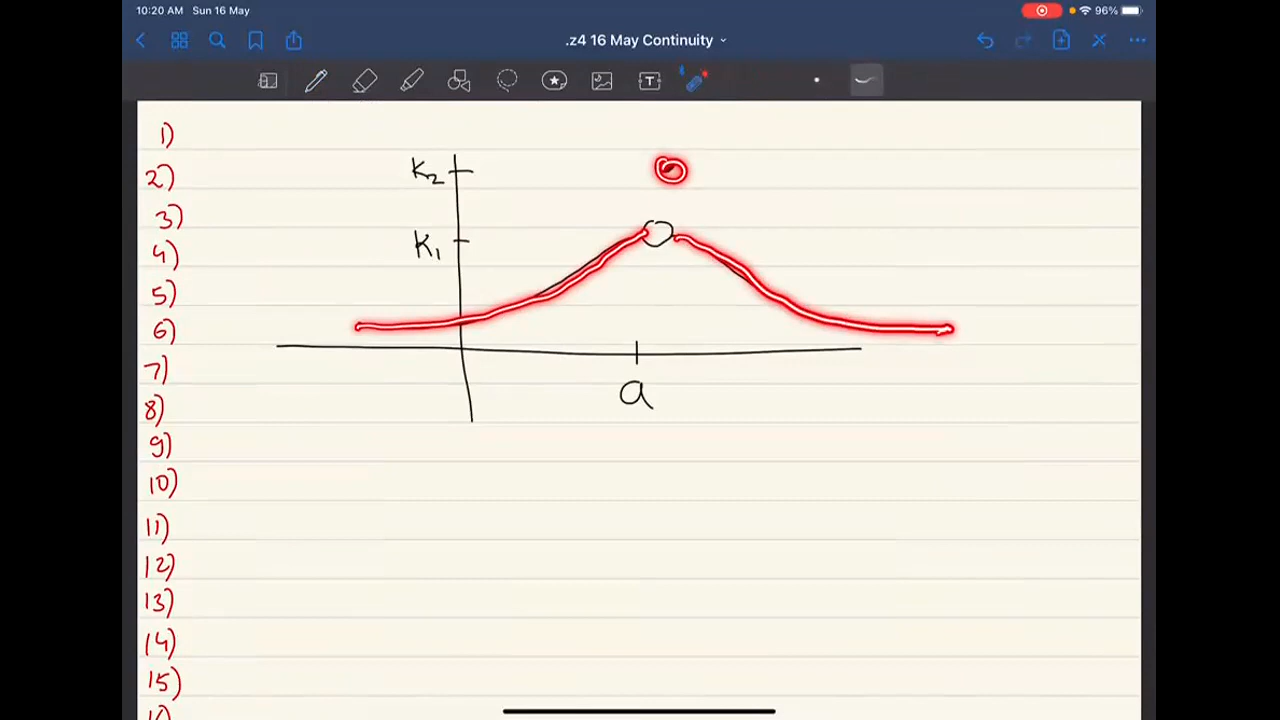 10:20 AM Sun 16 May 96%
.z4 16 May Continuity
T
1)
2)
3)
4)
5)
6)
7)
8)
9)
10)
11)
12)
13)
14)
15)
K2
K1
a